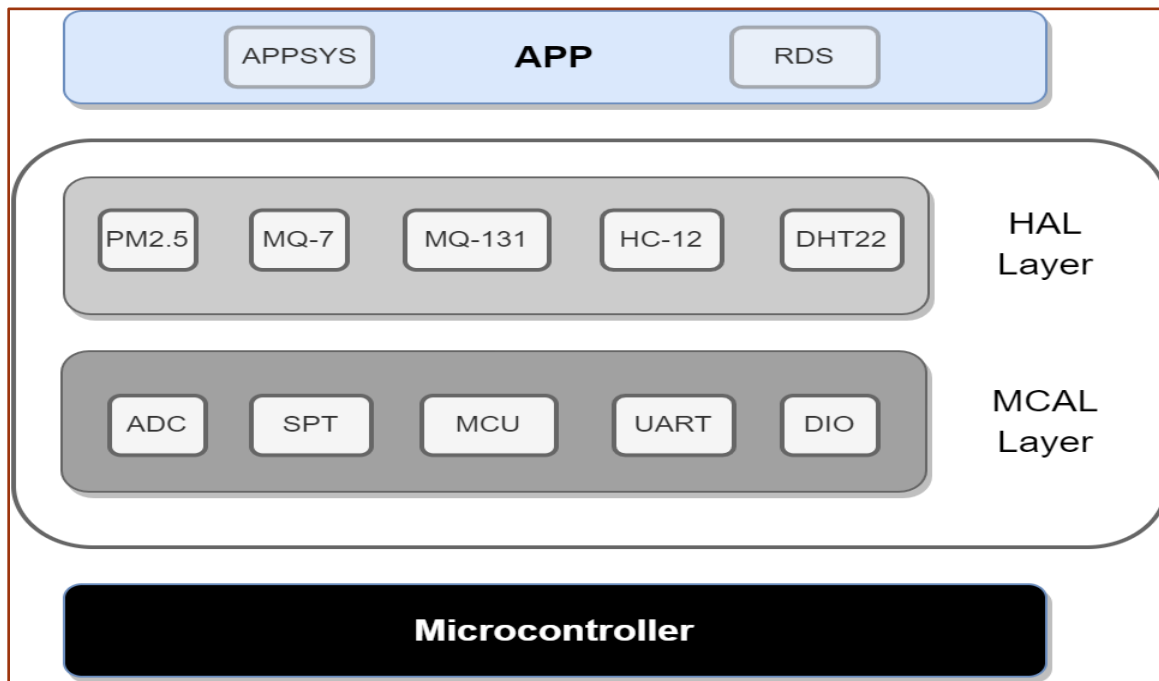 APPSYS
APP
RDS
PM2.5
MQ-7
MQ-131
HC-12
DHT22
HAL
Layer
ADC
SPT
MCU
UART
DIO
MCAL
Layer
Microcontroller